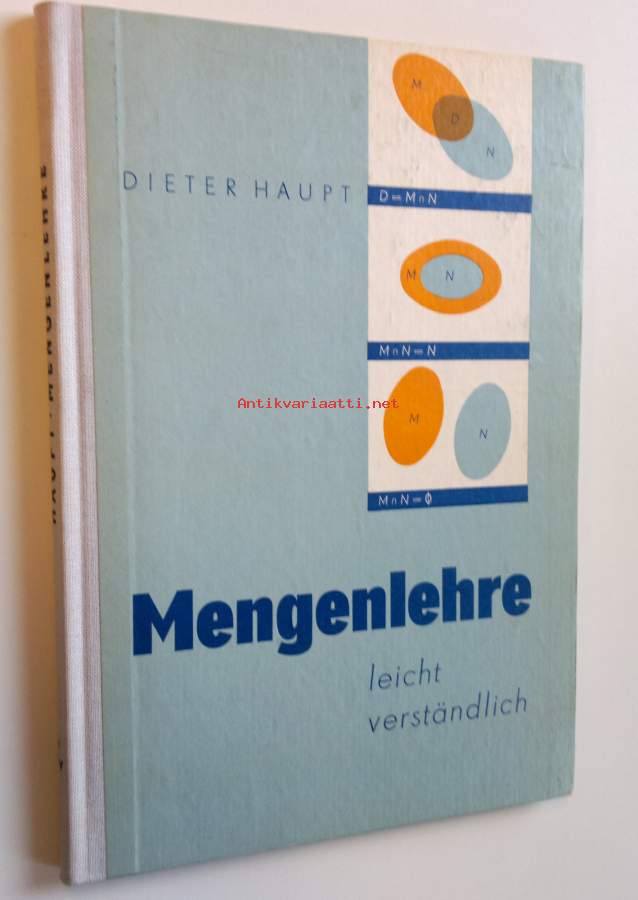 DIETER HAUPT
M
D
N
D=M∩N
M
N
M∩N=N
M
N
M∩N=Φ
Mengenlehre
leicht
verständlich
HAUPT · MENGENLEHRE
Antikvariaatti.net